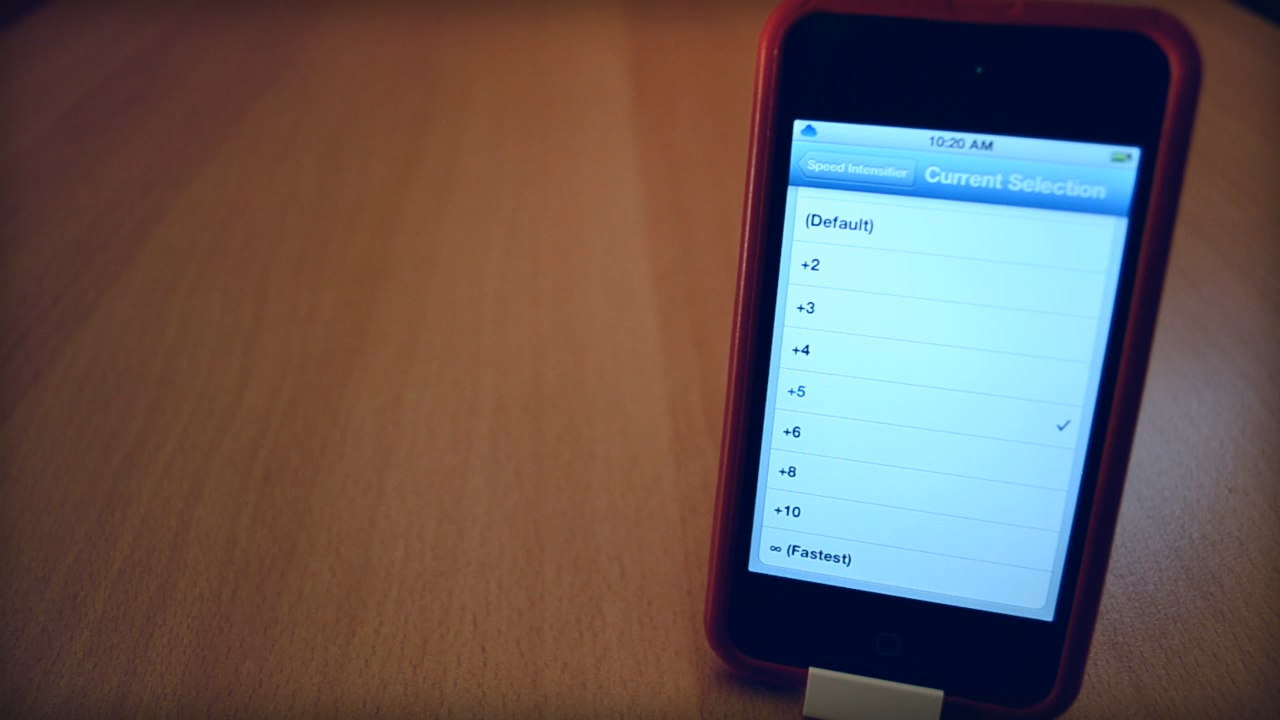 10:20 AM
Speed Intensifier
Current Selection
(Default)
+2
+3
+4
+5
+6
+8
+10
∞ (Fastest)